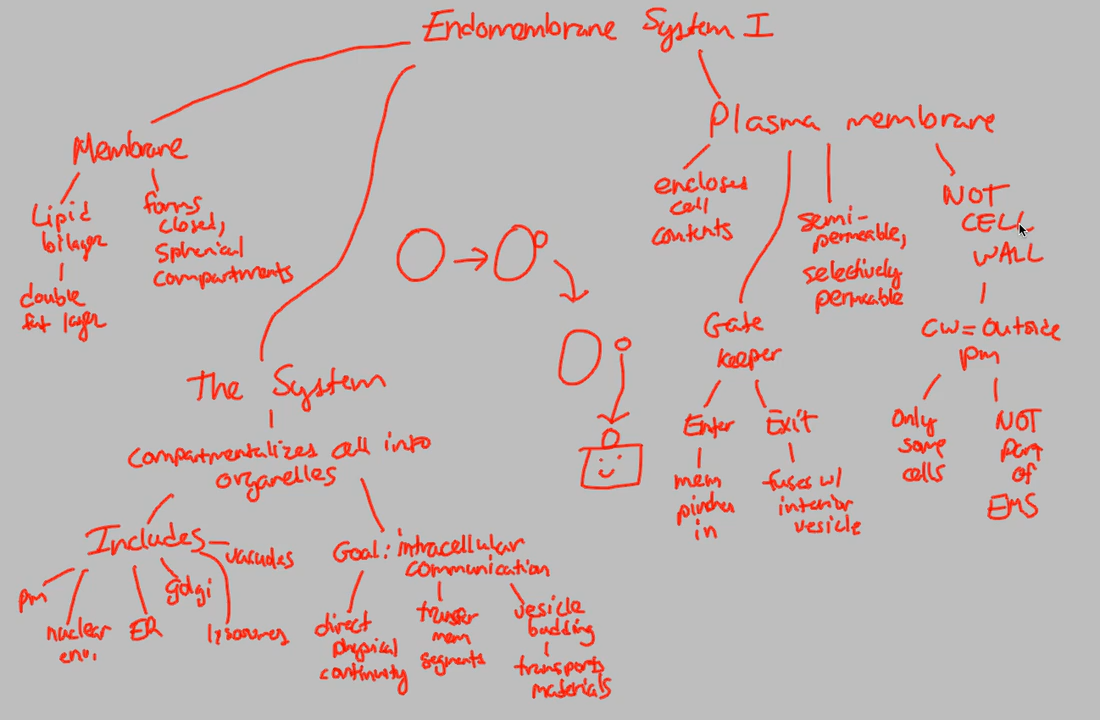 Endomembrane System I
Membrane
Lipid
bilayer
double
fat layer
forms
closed,
spherical
compartments
The System
compartmentalizes cell into
organelles
Includes
pm
nuclear
env.
ER
golgi
lysosomes
vacuoles
Goal: intracellular
communication
direct
physical
continuity
transfer
mem
segments
vesicle
budding
transports
materials
Plasma membrane
encloses
cell
contents
Gate
keeper
Enter
mem
pinches
in
Exit
fuses w/
interior
vesicle
semi-
permeable,
selectively
permeable
NOT
CELL
WALL
CW = outside
pm
Only
some
cells
NOT
part
of
EMS